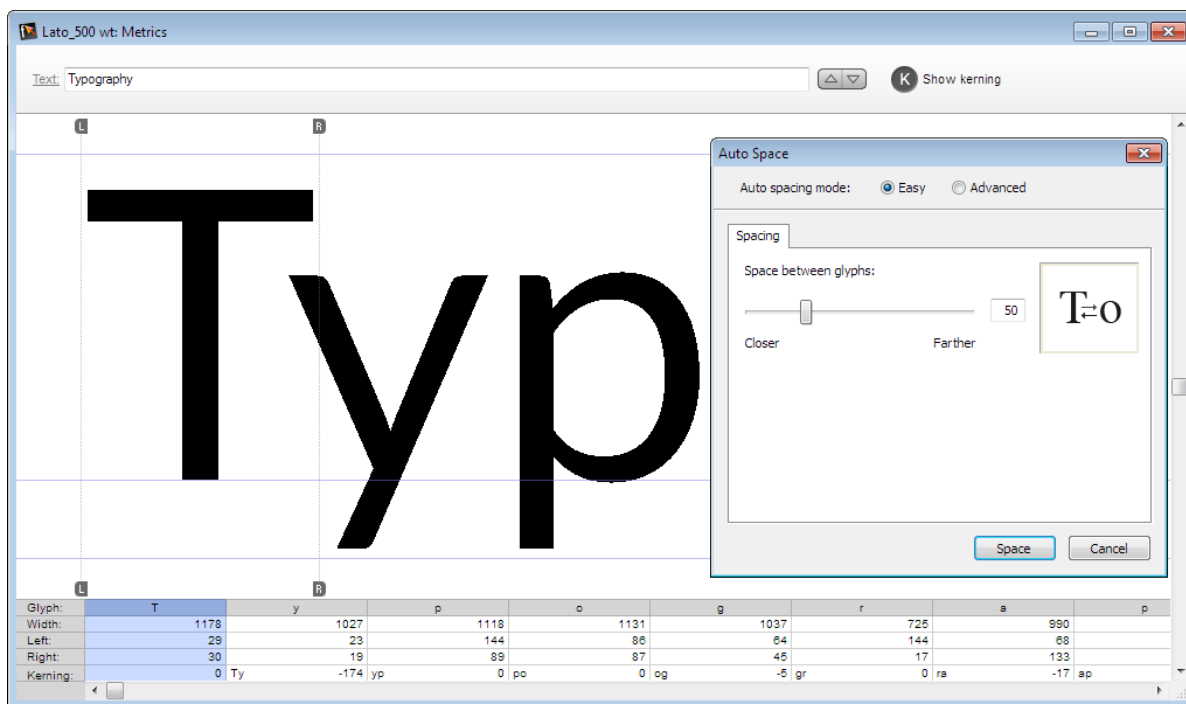 Lato_500 wt: Metrics
Text: Typography
K Show kerning
L R
Typ
Auto Space
Auto spacing mode: Easy Advanced
Spacing
Space between glyphs:
50
T o
Closer Farther
Space Cancel
L R
Glyph: T y p o g r a p
Width: 1178 1027 1118 1131 1037 725 990
Left: 29 23 144 86 64 144 68
Right: 30 19 89 87 45 17 133
Kerning: 0 Ty -174 yp 0 po 0 og -5 gr 0 ra -17 ap